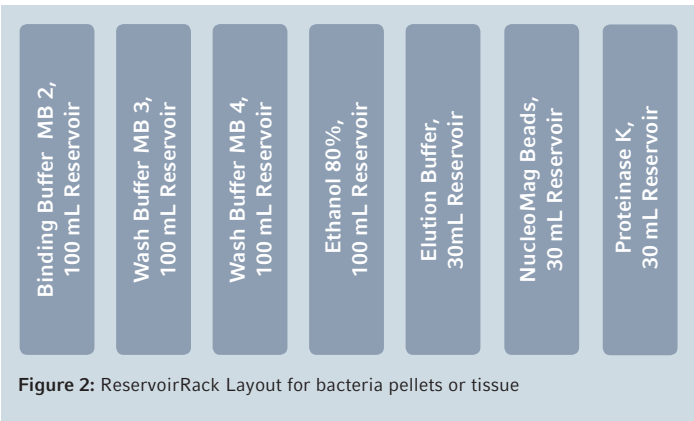 Binding Buffer MB 2,
100 mL Reservoir
Wash Buffer MB 3,
100 mL Reservoir
Wash Buffer MB 4,
100 mL Reservoir
Ethanol 80%,
100 mL Reservoir
Elution Buffer,
30mL Reservoir
NucleoMag Beads,
30 mL Reservoir
Proteinase K,
30 mL Reservoir
Figure 2: ReservoirRack Layout for bacteria pellets or tissue